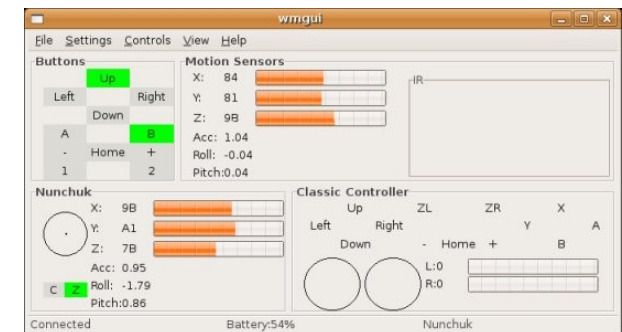 wmgui
File Settings Controls View Help
Buttons
Up
Left Right
Down
A B
- Home +
1 2
Motion Sensors
X: 84
Y: 81
Z: 9B
Acc: 1.04
Roll: -0.04
Pitch:0.04
IR
Nunchuk
X: 9B
Y: A1
Z: 7B
Acc: 0.95
C Z Roll: -1.79
Pitch:0.86
Classic Controller
Up ZL ZR X
Left Right Y A
Down - Home + B
L:0
R:0
Connected Battery:54% Nunchuk